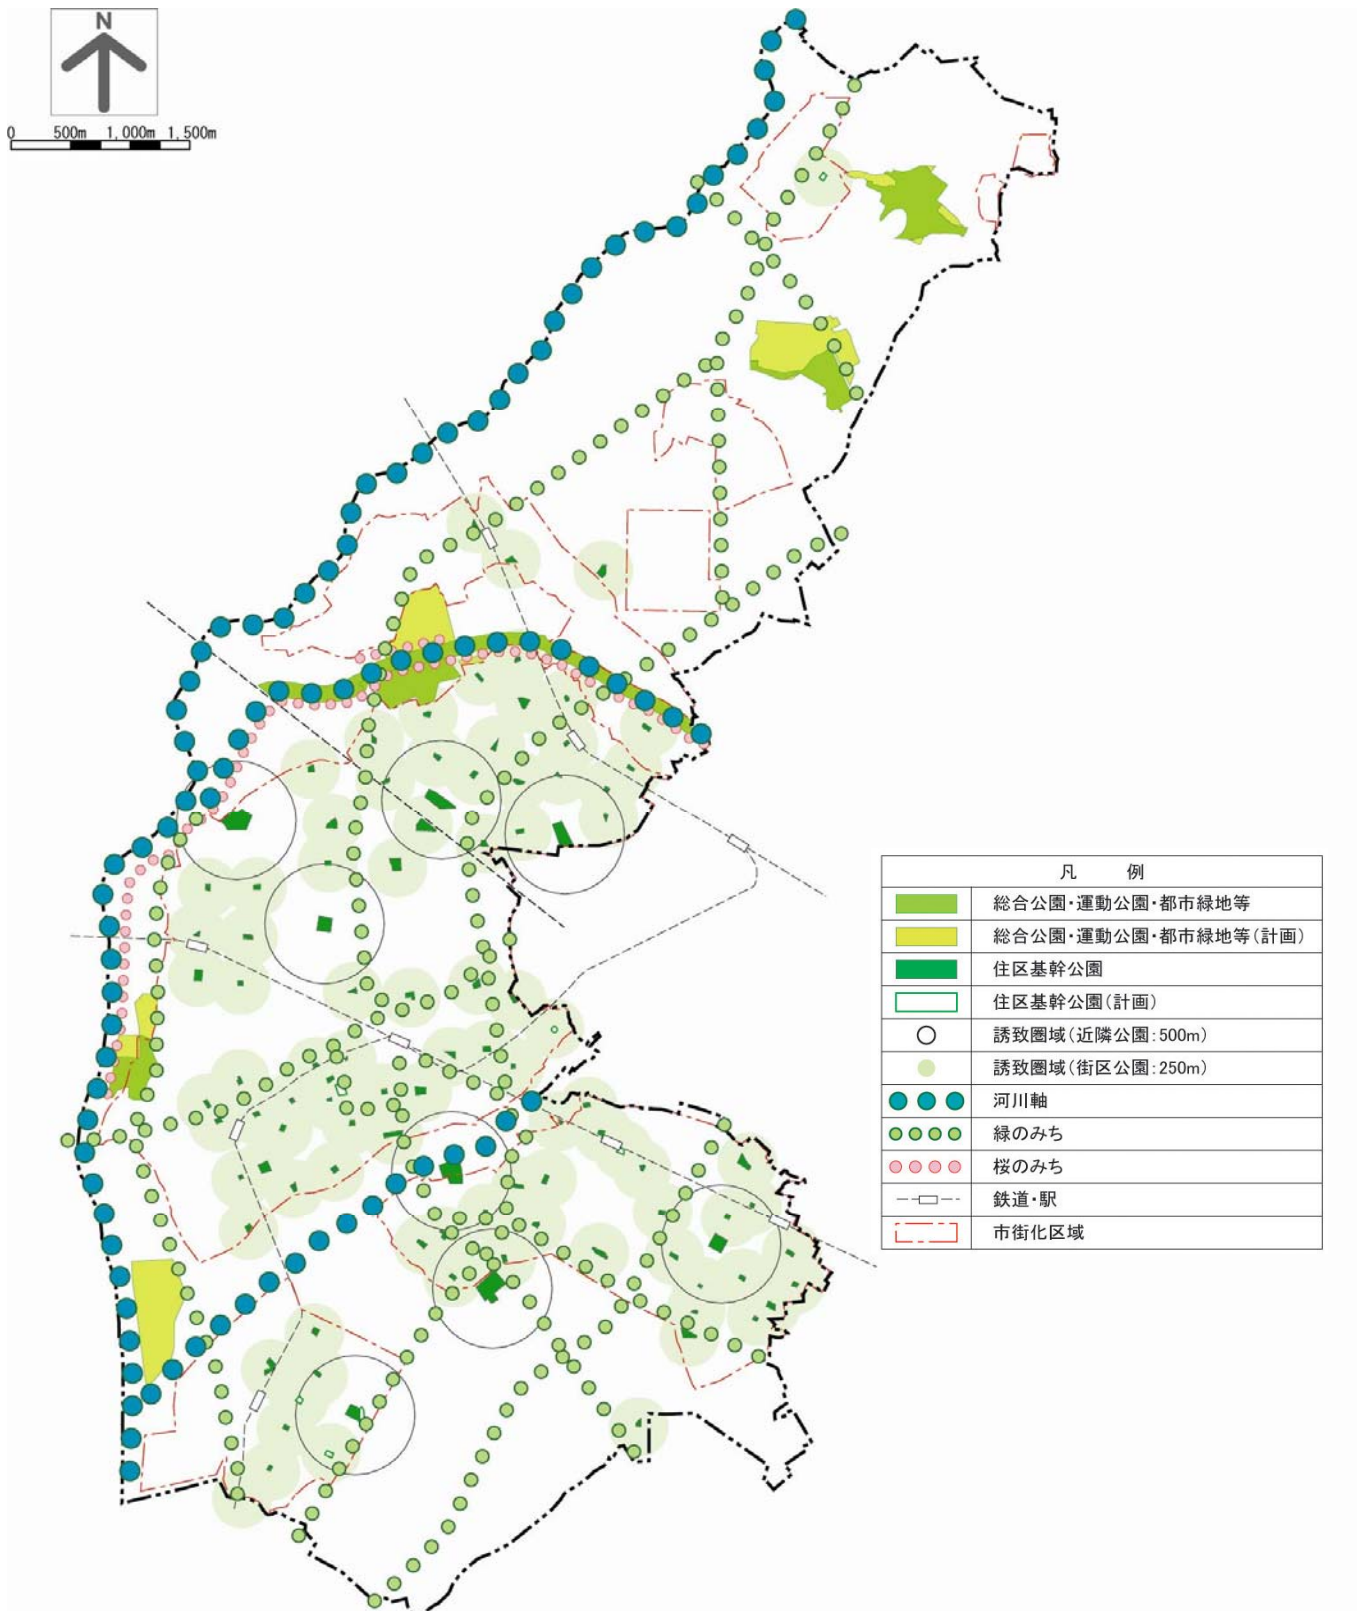 N
0 500m 1,000m 1,500m
凡 例
総合公園・運動公園・都市緑地等
総合公園・運動公園・都市緑地等(計画)
住区基幹公園
住区基幹公園(計画)
誘致圏域(近隣公園:500m)
誘致圏域(街区公園:250m)
河川軸
緑のみち
桜のみち
鉄道・駅
市街化区域